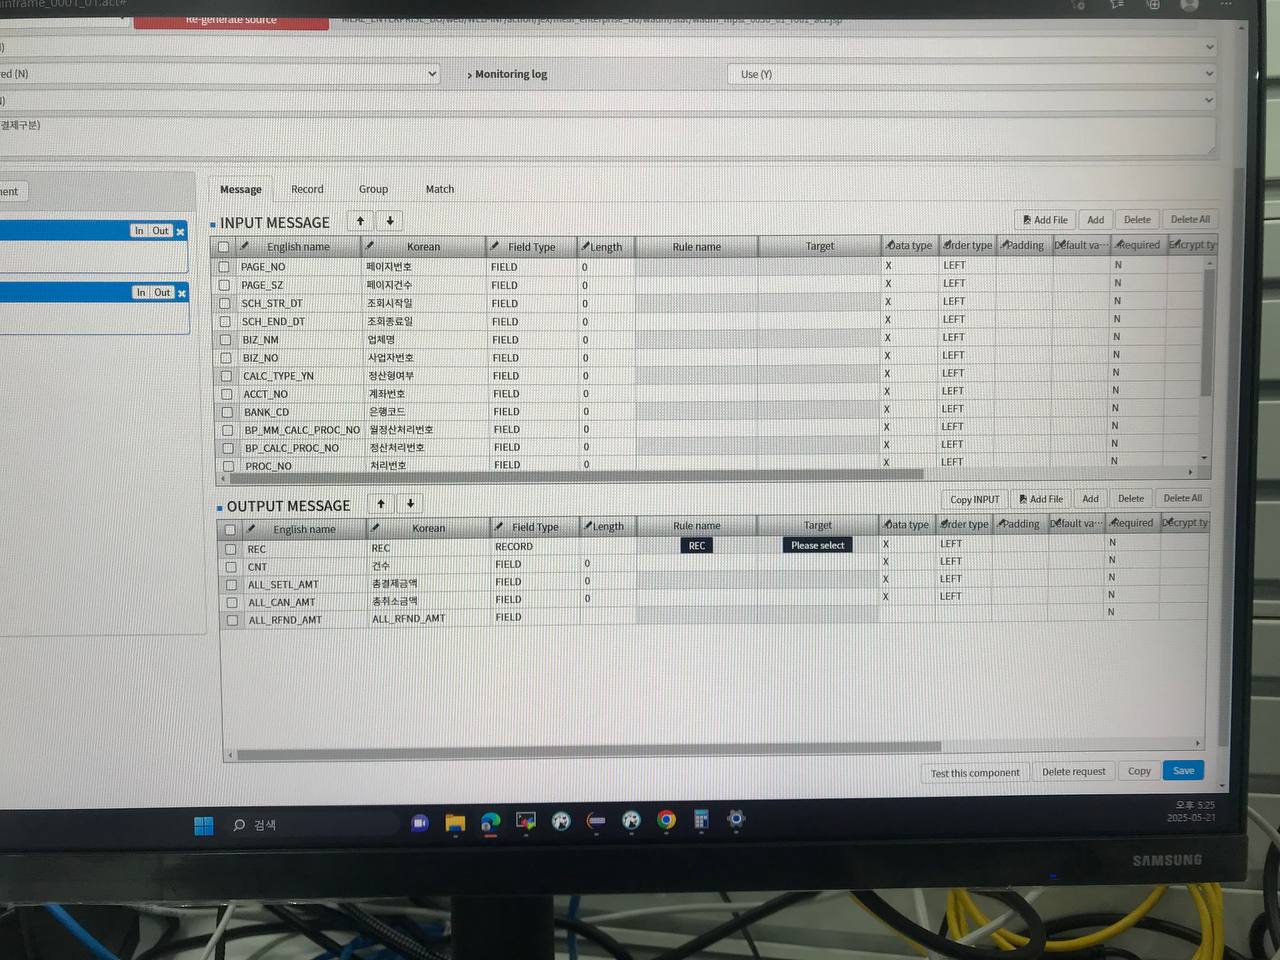 Re-generate source
Monitoring log Use (Y)
결제구분)
Message Record Group Match
In Out
In Out
INPUT MESSAGE Add File Add Delete Delete All
English name Korean Field Type Length Rule name Target Data type Order type Padding Default va··· Required Encrypt ty
PAGE_NO 페이지번호 FIELD 0 X LEFT N
PAGE_SZ 페이지건수 FIELD 0 X LEFT N
SCH_STR_DT 조회시작일 FIELD 0 X LEFT N
SCH_END_DT 조회종료일 FIELD 0 X LEFT N
BIZ_NM 업체명 FIELD 0 X LEFT N
BIZ_NO 사업자번호 FIELD 0 X LEFT N
CALC_TYPE_YN 정산형여부 FIELD 0 X LEFT N
ACCT_NO 계좌번호 FIELD 0 X LEFT N
BANK_CD 은행코드 FIELD 0 X LEFT N
BP_MM_CALC_PROC_NO 월정산처리번호 FIELD 0 X LEFT N
BP_CALC_PROC_NO 정산처리번호 FIELD 0 X LEFT N
PROC_NO 처리번호 FIELD 0 X LEFT N
OUTPUT MESSAGE Copy INPUT Add File Add Delete Delete All
English name Korean Field Type Length Rule name Target Data type Order type Padding Default va··· Required Decrypt ty
REC REC RECORD REC Please select X LEFT N
CNT 건수 FIELD 0 X LEFT N
ALL_SETL_AMT 총결제금액 FIELD 0 X LEFT N
ALL_CAN_AMT 총취소금액 FIELD 0 X LEFT N
ALL_RFND_AMT ALL_RFND_AMT FIELD N
Test this component Delete request Copy Save
검색
오후 5:25
2025-05-21
SAMSUNG